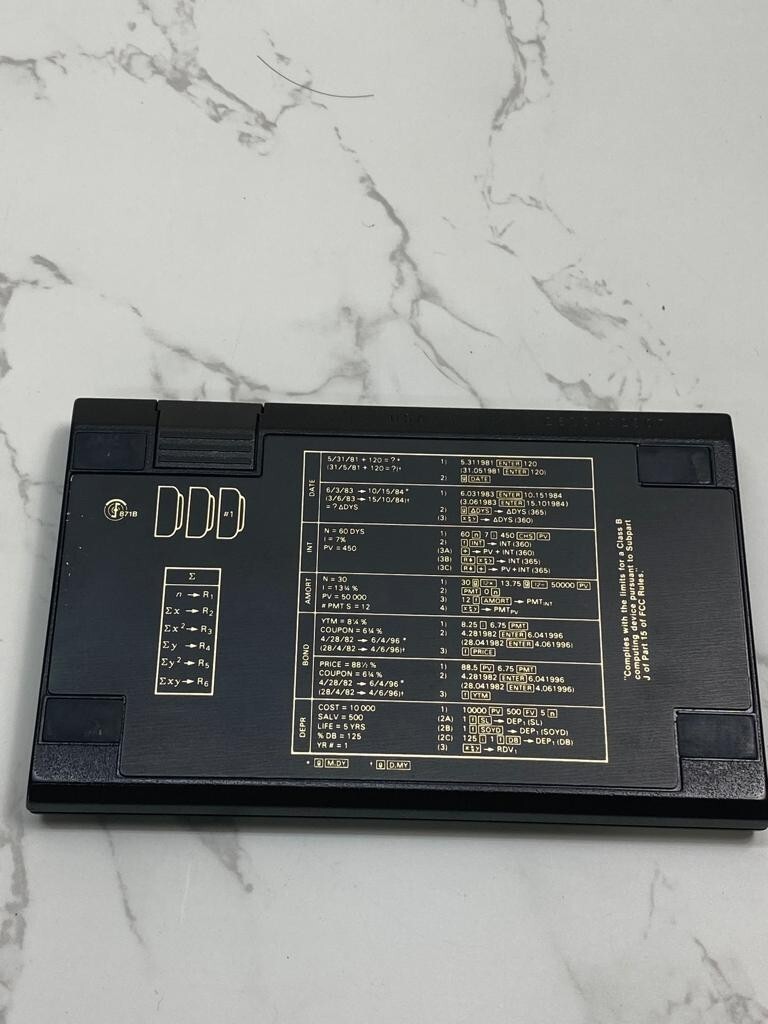 871B
#1
Σ
n → R1
Σx → R2
Σx² → R3
Σy → R4
Σy² → R5
Σxy → R6
DATE
5/31/81 + 120 = ? *
(31/5/81 + 120 = ?)†
1) 5.311981 ENTER 120
(31.051981 ENTER 120)
2) g DATE
6/3/83 → 10/15/84*
(3/6/83 → 15/10/84)†
= ? ΔDYS
1) 6.031983 ENTER 10.151984
(3.061983 ENTER 15.101984)
2) g ΔDYS → ΔDYS (365)
(3) x≷y → ΔDYS (360)
INT
N = 60 DYS
i = 7%
PV = 450
1) 60 n 7 i 450 CHS PV
2) f INT → INT (360)
(3A) + → PV + INT (360)
(3B) R↓ x≷y → INT (365)
(3C) R↓ + → PV + INT (365)
AMORT
N = 30
i = 13¼ %
PV = 50 000
# PMT S = 12
1) 30 g 12x 13.75 g 12÷ 50000 PV
2) PMT 0 n
3) 12 f AMORT → PMT INT
4) x≷y → PMT PV
BOND
YTM = 8¼ %
COUPON = 6¾ %
4/28/82 → 6/4/96 *
(28/4/82 → 4/6/96)†
1) 8.25 i 6.75 PMT
2) 4.281982 ENTER 6.041996
(28.041982 ENTER 4.061996)
3) f PRICE
PRICE = 88½ %
COUPON = 6¾ %
4/28/82 → 6/4/96 *
(28/4/82 → 4/6/96)†
1) 88.5 PV 6.75 PMT
2) 4.281982 ENTER 6.041996
(28.041982 ENTER 4.061996)
3) f YTM
DEPR
COST = 10 000
SALV = 500
LIFE = 5 YRS
% DB = 125
YR # = 1
1) 10000 PV 500 FV 5 n
(2A) 1 f SL → DEP1 (SL)
(2B) 1 f SOYD → DEP1 (SOYD)
(2C) 125 i 1 f DB → DEP1 (DB)
(3) x≷y → RDV1
* g M.DY † g D.MY
"Complies with the limits for a Class B
computing device pursuant to Subpart
J of Part 15 of FCC Rules."